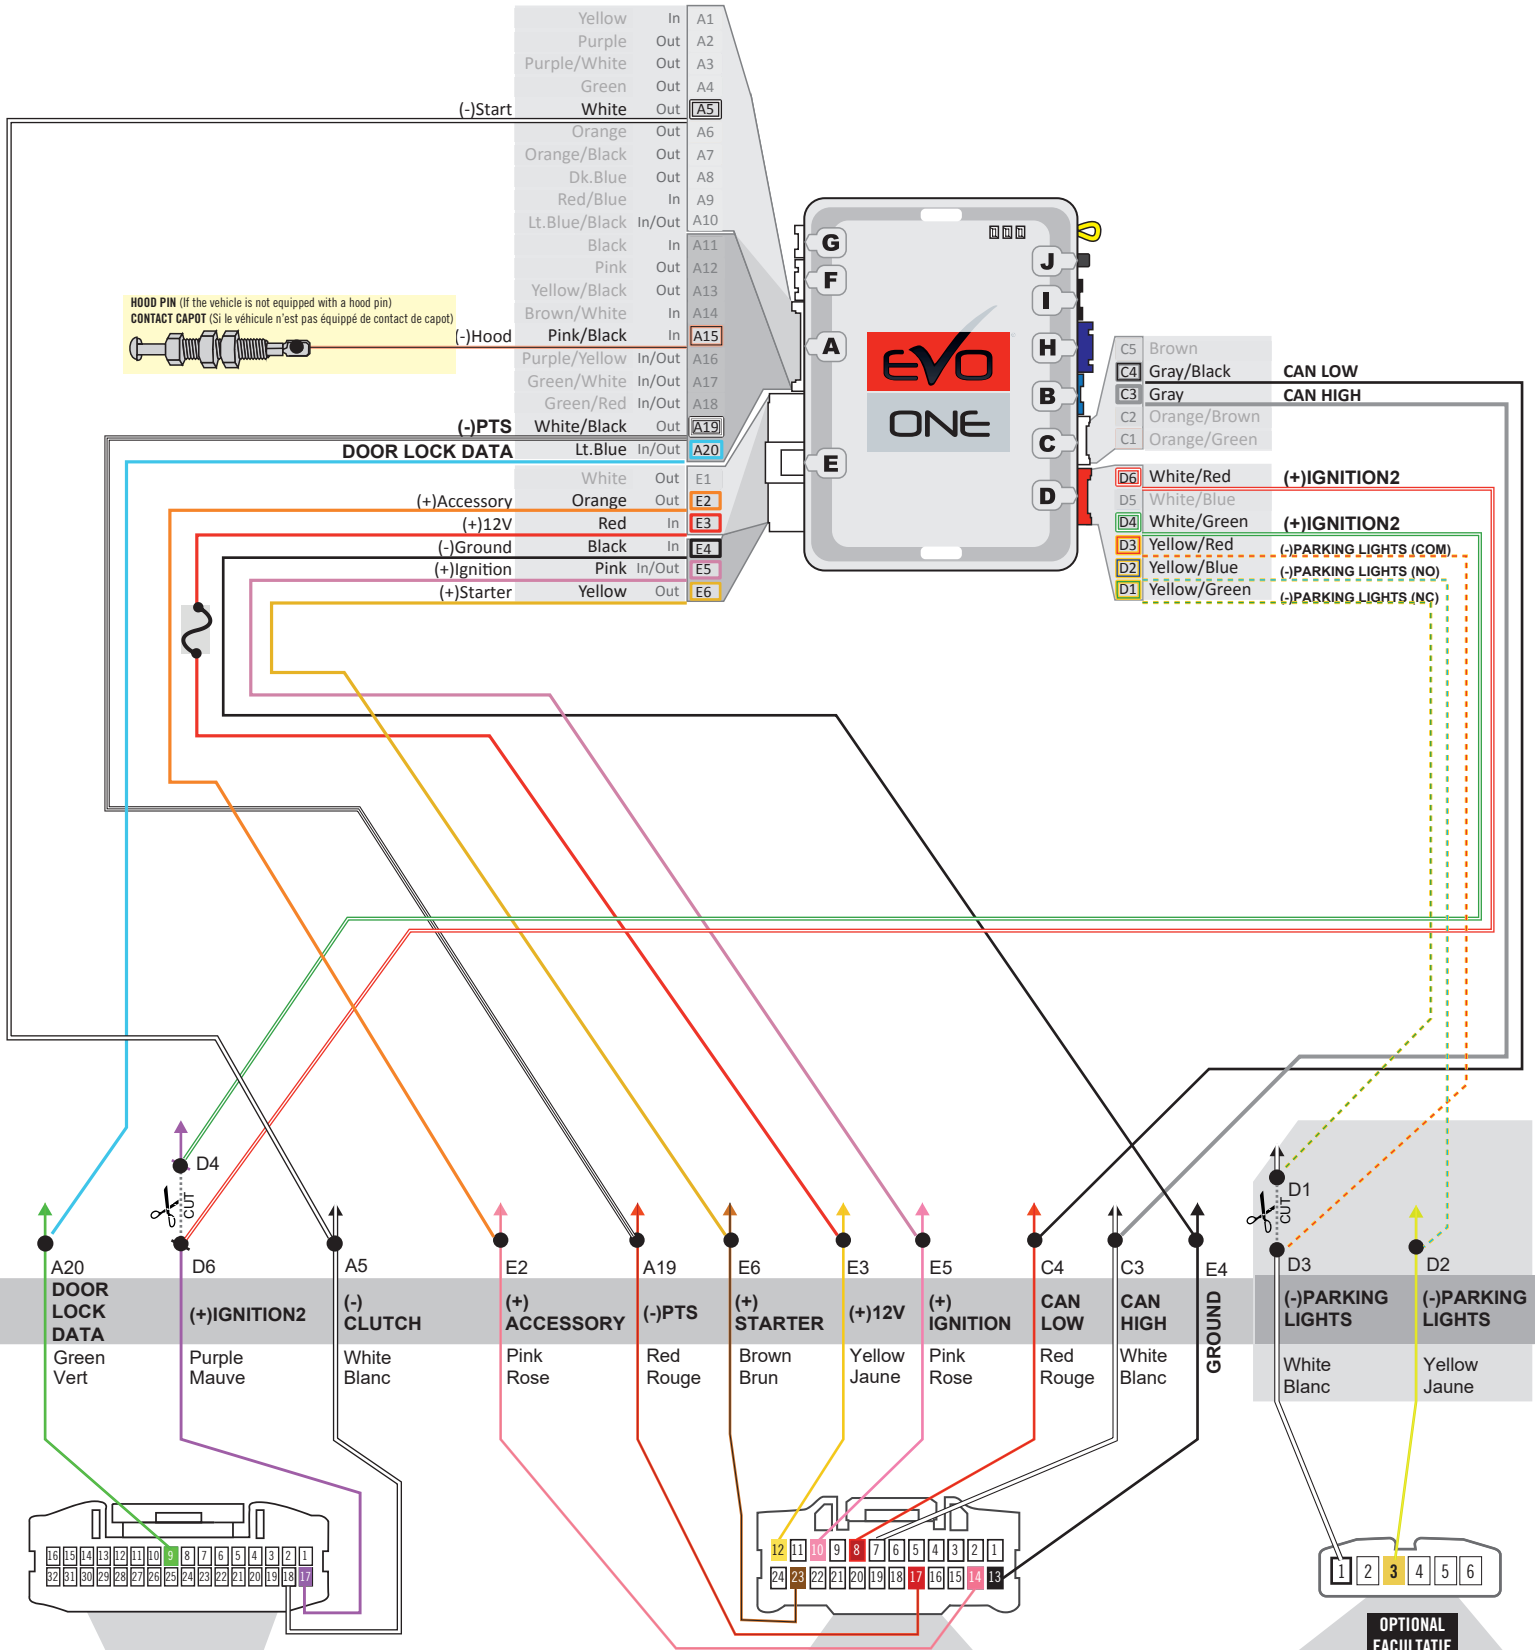 Yellow In A1
Purple Out A2
Purple/White Out A3
Green Out A4
(-)Start White Out A5
Orange Out A6
Orange/Black Out A7
Dk.Blue Out A8
Red/Blue In A9
Lt.Blue/Black In/Out A10
Black In A11
Pink Out A12
Yellow/Black Out A13
Brown/White In A14
(-)Hood Pink/Black In A15
Purple/Yellow In/Out A16
Green/White In/Out A17
Green/Red In/Out A18
(-)PTS White/Black Out A19
DOOR LOCK DATA Lt.Blue In/Out A20
White Out E1
(+)Accessory Orange Out E2
(+)12V Red In E3
(-)Ground Black In E4
(+)Ignition Pink In/Out E5
(+)Starter Yellow Out E6
HOOD PIN (If the vehicle is not equipped with a hood pin)
CONTACT CAPOT (Si le véhicule n'est pas équippé de contact de capot)
G
F
A
E
J
I
H
B
C
D
EVO
ONE
C5 Brown
C4 Gray/Black CAN LOW
C3 Gray CAN HIGH
C2 Orange/Brown
C1 Orange/Green
D6 White/Red (+)IGNITION2
D5 White/Blue
D4 White/Green (+)IGNITION2
D3 Yellow/Red (-)PARKING LIGHTS (COM)
D2 Yellow/Blue (-)PARKING LIGHTS (NO)
D1 Yellow/Green (-)PARKING LIGHTS (NC)
D4
CUT
D1
CUT
A20 D6 A5 E2 A19 E6 E3 E5 C4 C3 E4 D3 D2
DOOR
LOCK
DATA
(+)IGNITION2
(-)
CLUTCH
(+)
ACCESSORY
(-)PTS
(+)
STARTER
(+)12V
(+)
IGNITION
CAN
LOW
CAN
HIGH
GROUND
(-)PARKING
LIGHTS
(-)PARKING
LIGHTS
Green
Vert
Purple
Mauve
White
Blanc
Pink
Rose
Red
Rouge
Brown
Brun
Yellow
Jaune
Pink
Rose
Red
Rouge
White
Blanc
White
Blanc
Yellow
Jaune
16 15 14 13 12 11 10 9 8 7 6 5 4 3 2 1
32 31 30 29 28 27 26 25 24 23 22 21 20 19 18 17
12 11 10 9 8 7 6 5 4 3 2 1
24 23 22 21 20 19 18 17 16 15 14 13
1 2 3 4 5 6
OPTIONAL
FACULTATIF